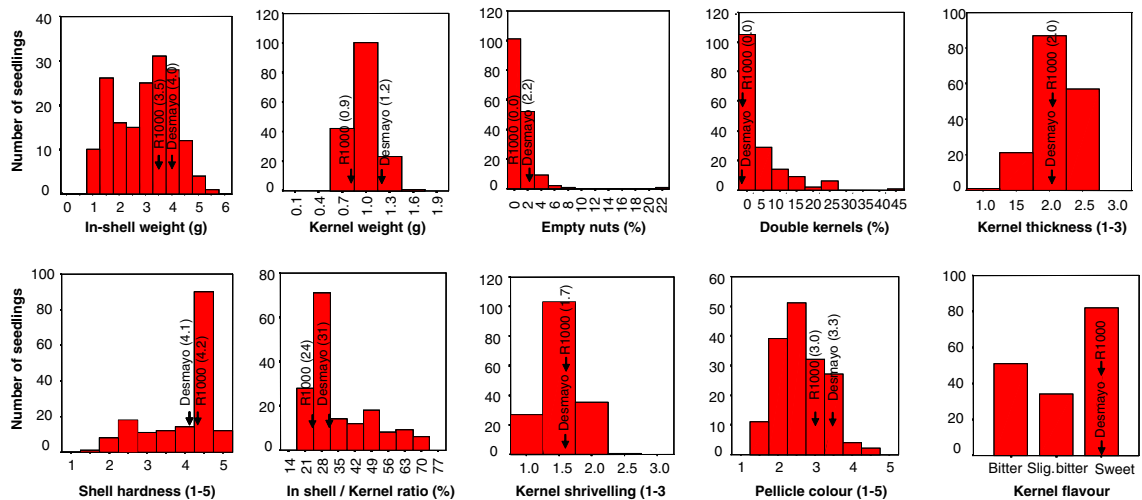 Number of seedlings
40
30
20
10
0
R1000 (3.5)
Desmayo (4.0)
0 1 2 3 4 5 6
In-shell weight (g)
120
100
80
60
40
20
0
R1000 (0.9)
Desmayo (1.2)
0.1 0.4 0.7 1.0 1.3 1.6 1.9
Kernel weight (g)
120
100
80
60
40
20
0
R1000 (0.0)
Desmayo (2.2)
0 2 4 6 8 10 12 14 16 18 20 22
Empty nuts (%)
120
100
80
60
40
20
0
Desmayo R1000 (0.0)
0 5 10 15 20 25 30 35 40 45
Double kernels (%)
100
80
60
40
20
0
Desmayo R1000 (2.0)
1.0 15 2.0 2.5 3.0
Kernel thickness (1-3)
Number of seedlings
100
80
60
40
20
0
Desmayo (4.1)
R1000 (4.2)
1 2 3 4 5
Shell hardness (1-5)
80
60
40
20
0
R1000 (24)
Desmayo (31)
14 21 28 35 42 49 56 63 70 77
In shell / Kernel ratio (%)
120
100
80
60
40
20
0
Desmayo R1000 (1.7)
1.0 1.5 2.0 3.0
Kernel shrivelling (1-3
60
50
40
30
20
10
0
R1000 (3.0)
Desmayo (3.3)
1 2 3 4 5
Pellicle colour (1-5)
100
80
60
40
20
0
Desmayo R1000
Bitter Slig.bitter Sweet
Kernel flavour